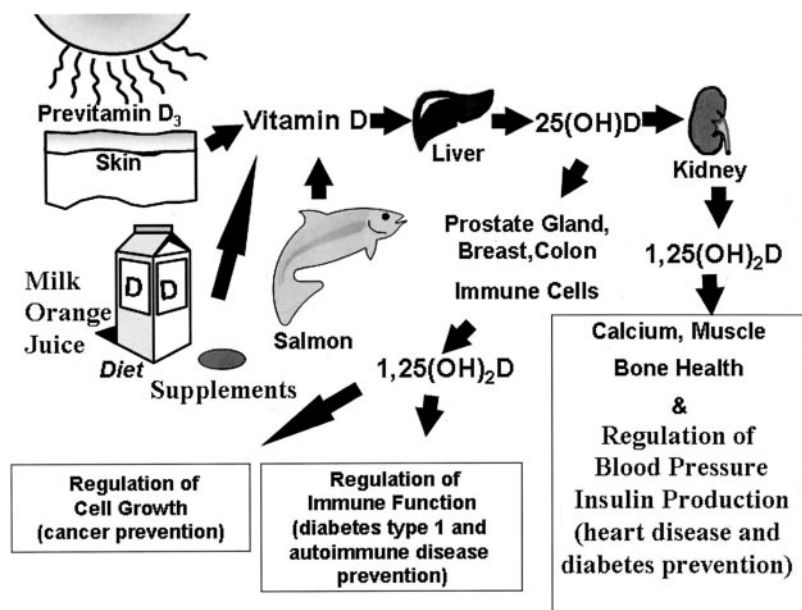 Previtamin D₃
Skin
Vitamin D
Liver
25(OH)D
Kidney
Milk
Orange
Juice
D D
Diet
Supplements
Salmon
Prostate Gland,
Breast,Colon
Immune Cells
1,25(OH)₂D
1,25(OH)₂D
Regulation of
Cell Growth
(cancer prevention)
Regulation of
Immune Function
(diabetes type 1 and
autoimmune disease
prevention)
Calcium, Muscle
Bone Health
&
Regulation of
Blood Pressure
Insulin Production
(heart disease and
diabetes prevention)